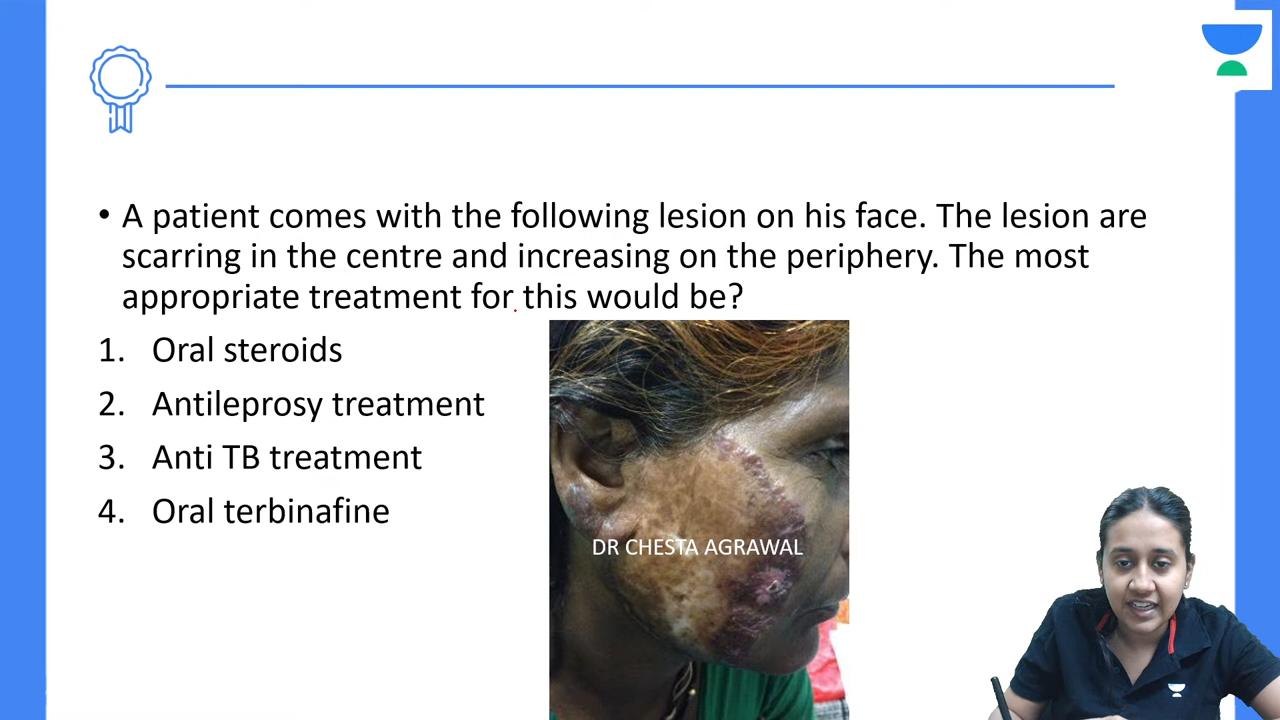 • A patient comes with the following lesion on his face. The lesion are
scarring in the centre and increasing on the periphery. The most
appropriate treatment for this would be?
1. Oral steroids
2. Antileprosy treatment
3. Anti TB treatment
4. Oral terbinafine
DR CHESTA AGRAWAL